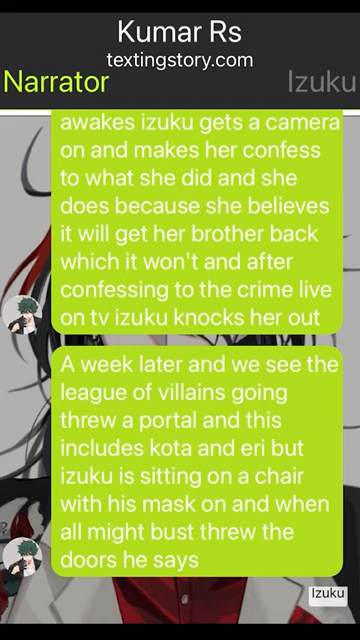 Kumar Rs
textingstory.com
Narrator
Izuku
awakes izuku gets a camera
on and makes her confess
to what she did and she
does because she believes
it will get her brother back
which it won't and after
confessing to the crime live
on tv izuku knocks her out
A week later and we see the
league of villains going
threw a portal and this
includes kota and eri but
izuku is sitting on a chair
with his mask on and when
all might bust threw the
doors he says
Izuku